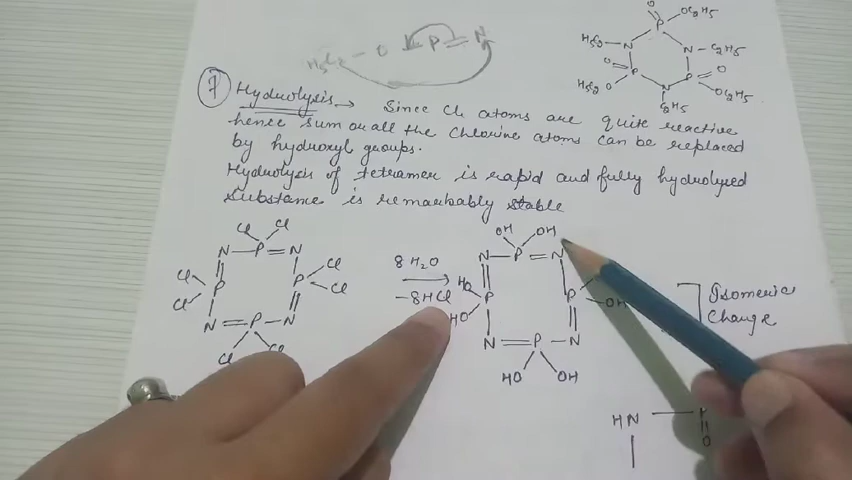 H5C2 – O P = N
O
P OC2H5
H5C2 N N – C2H5
O P P O
H5C2O N OC2H5
C2H5
7 Hydrolysis → Since Cl atoms are quite reactive
hence sum or all the Chlorine atoms can be replaced
by hydroxyl groups.
Hydrolysis of tetramer is rapid and fully hydrolysed
substance is remarkably stable
Cl Cl
N – P = N
Cl P P Cl
Cl Cl
N = P – N
Cl Cl
8 H2O
-8HCl
OH OH
N – P = N
HO P P
HO OH
N = P – N
HO OH
Isomeric
Change
HN P
O